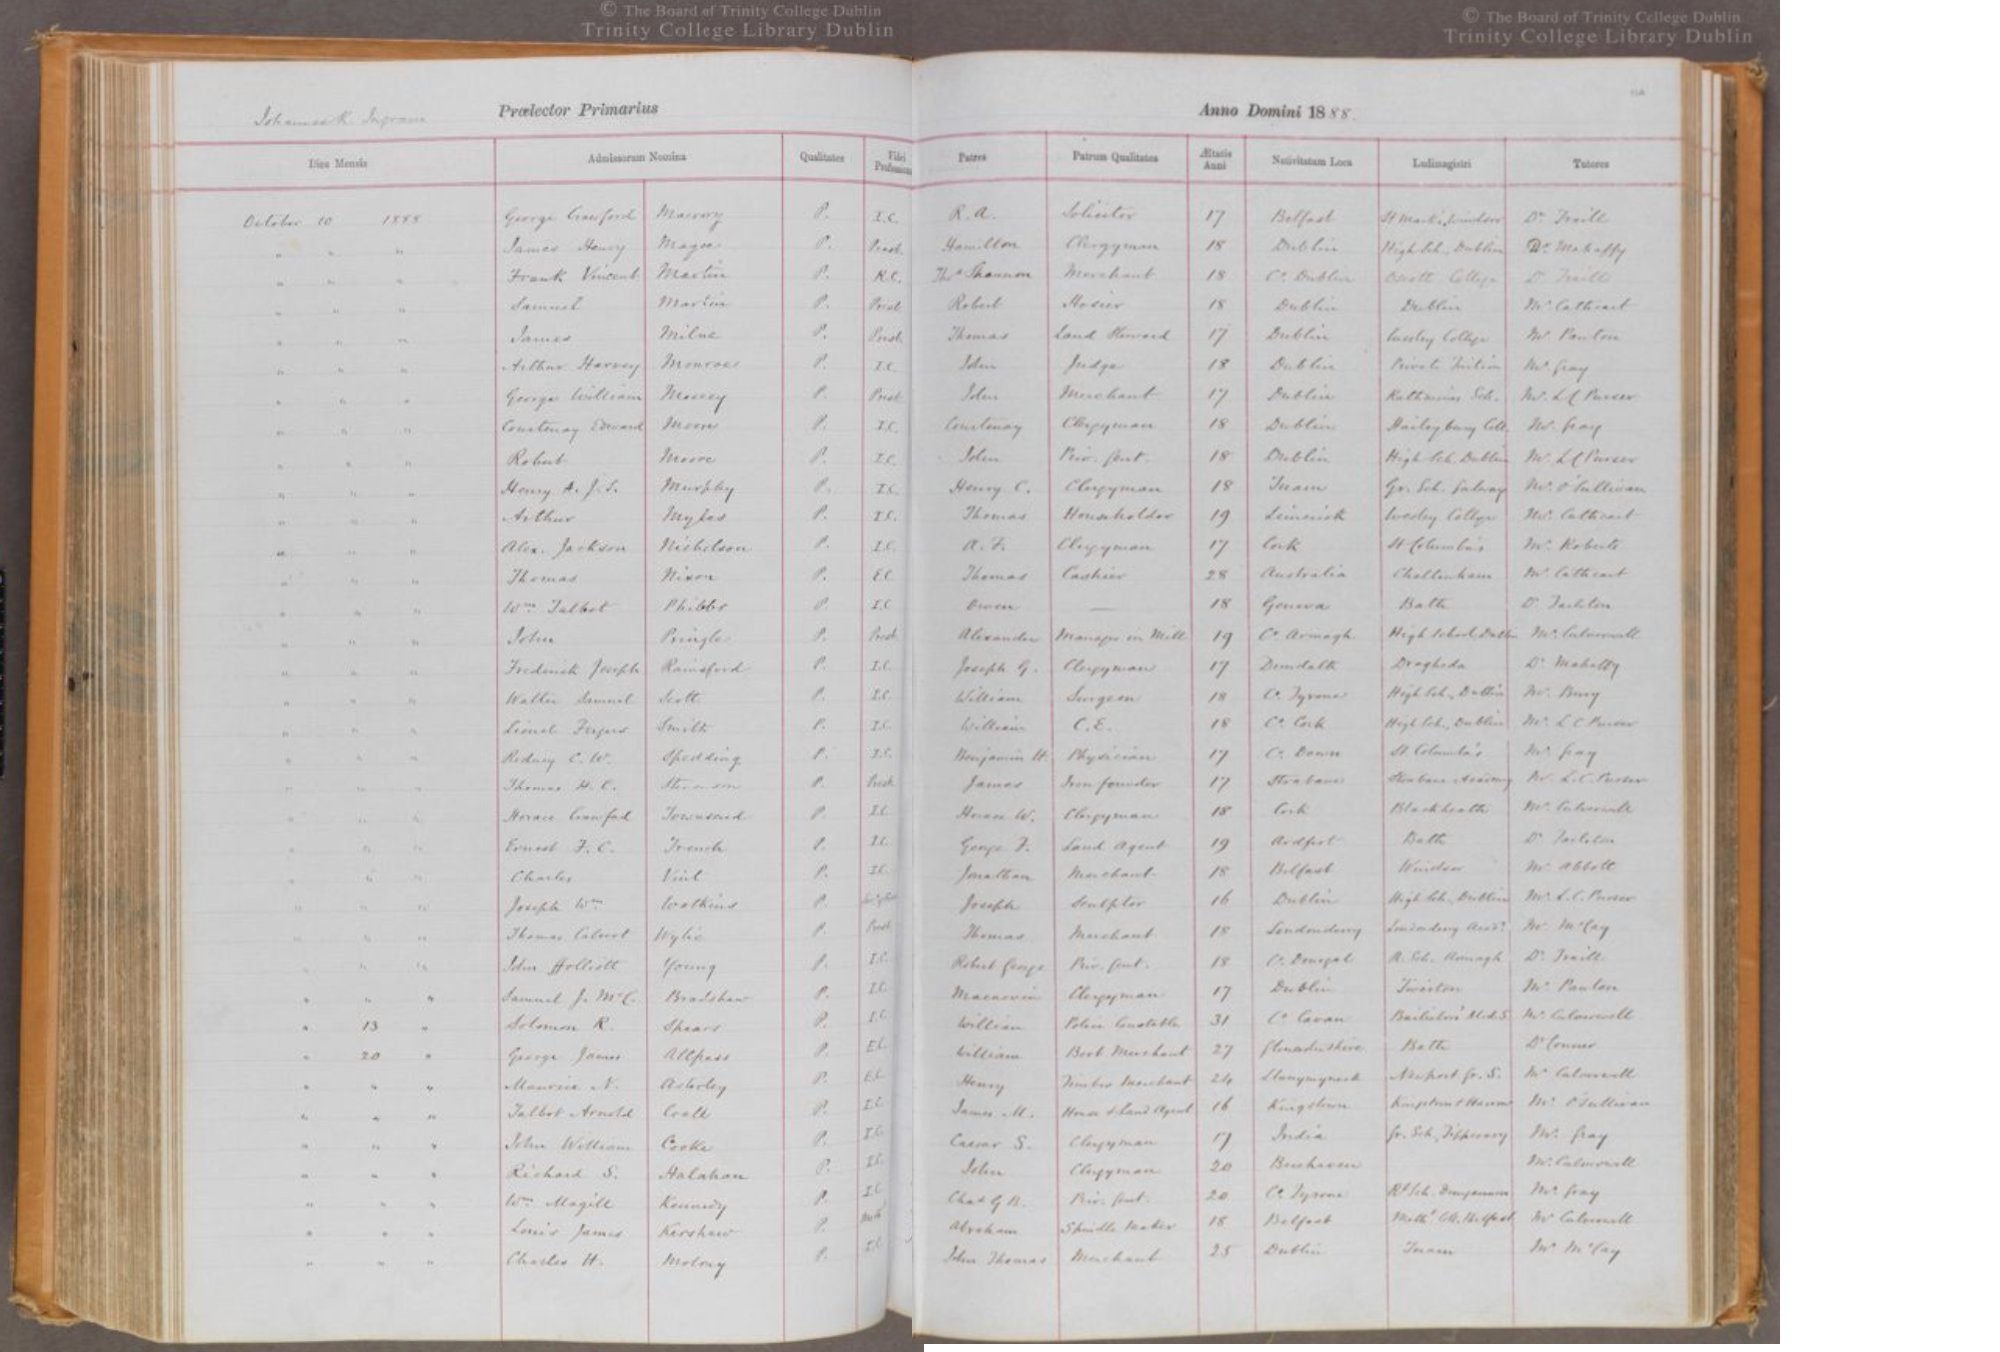 © The Board of Trinity College Dublin
Trinity College Library Dublin
© The Board of Trinity College Dublin
Trinity College Library Dublin
Johannes K. Ingram Prælector Primarius Anno Domini 1888.
Dies Mensis Admissorum Nomina Qualitates Fidei Professiones Patres Patrum Qualitates Ætatis Anni Nativitatum Loca Ludimagistri Tutores
October 10 1888 George Crawford P. I.C. R. A. Solicitor 17 Belfast St Mark's, Windsor Dr Traill
" " " James Henry Magee P. Presb. Hamilton Clergyman 18 Dublin High Sch., Dublin Dr. Mahaffy
" " " Frank Vincent Martin P. R.C. Thos Shannon Merchant 18 Co. Dublin College Dr Traill
" " " Samuel Martin P. Presb Robert Hosier 18 Dublin Dublin Mr. Cathcart
" " " James Milne P. Presb. Thomas Land Steward 17 Dublin Wesley College Mr. Panton
" " " Arthur Harvey Monroe P. I.C. John Judge 18 Dublin Private Tuition Mr. Gray
" " " George William P. Presb John Merchant 17 Dublin Rathmines Sch. Mr. L C Purser
" " " Courtenay Edward Moore P. I.C. Courtenay Clergyman 18 Dublin Haileybury Coll. Mr. Gray
" " " Robert Moore P. I.C. John Priv. Gent. 18 Dublin High Sch. Dublin Mr. L C Purser
" " " Henry A. J.S. Murphy P. I.C. Henry C. Clergyman 18 Tuam Gr. Sch. Galway Mr. O'Sullivan
" " " Arthur Myles P. I.C. Thomas Householder 19 Limerick Wesley College Mr. Cathcart
" " " Alex. Jackson Nicholson P. I.C. A. F. Clergyman 17 Cork St Columba's Mr. Roberts
" " " Thomas Nixon P. E.C. Thomas Cashier 28 Australia Cheltenham Mr. Cathcart
" " " Wm Talbot Phibbs P. I.C Owen — 18 Geneva Bath Dr Tarleton
" " " John Pringle P. Presb. Alexander Manager in Mill 19 Co. Armagh High School, Dublin Mr. Culverwell
" " " Frederick Joseph Rainsford P. I.C. Joseph G. Clergyman 17 Dundalk Drogheda Dr Mahaffy
" " " Walter Samuel Scott P. I.C. William Surgeon 18 Co. Tyrone High Sch., Dublin Mr. Bury
" " " Lionel Fergus Smith P. I.C. William C.E. 18 Co. Cork High Sch., Dublin Mr. L C Purser
" " " Rodney C. W. Spedding P. I.C. Benjamin H. Physician 17 Co. Down St Columba's Mr. Gray
" " " Thomas H. C. Stevenson P. Presb. James Iron founder 17 Strabane Strabane Academy Mr. L.C. Purser
" " " Horace Crawford Townsend P. I.C. Horace W. Clergyman 18 Cork Blackheath Mr. Culverwell
" " " Ernest F. C. French P. I.C. George F. Land Agent 19 Ardfert Bath Dr Tarleton
" " " Charles Vint P. I.C. Jonathan Merchant 18 Belfast Windsor Mr. Abbott
" " " Joseph Wm Watkins P. Joseph Sculptor 16 Dublin High Sch., Dublin Mr. L.C. Purser
" " " Thomas Calvert Wylie P. Presb. Thomas Merchant 18 Londonderry Londonderry Acad. Mr. McCay
" " " John Young P. I.C. Robert George Priv. Gent. 18 Co. Donegal R. Sch. Armagh Dr. Traill
" " " Samuel J. McC. Bradshaw P. I.C. Macnevin Clergyman 17 Dublin Tiverton Mr. Panton
" 13 " Solomon R. Spears P. I.C. William Police Constable 31 Co. Cavan Mr. Culverwell
" 20 " George James Allpass P. E.C. William Boot Merchant 27 Gloucestershire Bath Dr Conner
" " " Maurice N. Asterley P. E.C. Henry Timber Merchant 24 Llanymynech Newport Gr. S. Mr. Culverwell
" " " Talbot Arnold Coall P. I.C. James M. House & Land Agent 16 Kingstown Mr. O'Sullivan
" " " John William Cooke P. I.C. Caesar S. Clergyman 17 India Gr. Sch., Tipperary Mr. Gray
" " " Richard S. Halahan P. I.C. John Clergyman 20 Berehaven Mr. Culverwell
" " " Wm Magill Kennedy P. I.C. Chas G. B. Priv. Gent. 20 Co. Tyrone Rl Sch. Dungannon Mr. Gray
" " " Louis James Kershaw P. Meth. Abraham Spindle Maker 18 Belfast Meth. Coll. Belfast Mr Culverwell
" " " Charles H. Molony P. I.C. John Thomas Merchant 25 Dublin Tuam Mr McCay